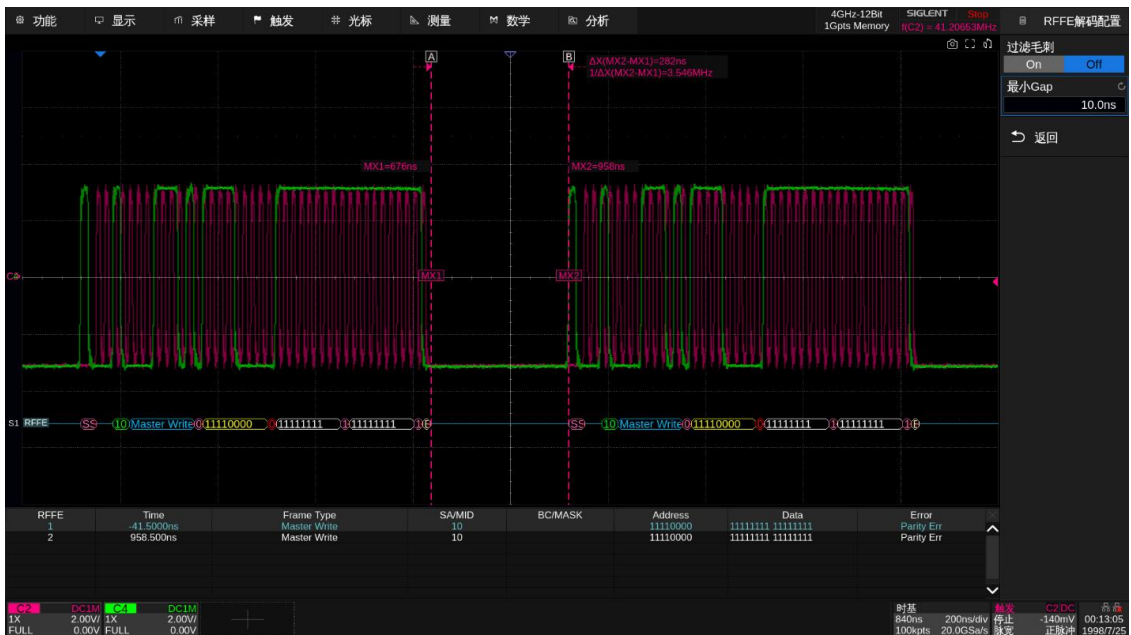 功能 显示 采样 触发 光标 测量 数学 分析
4GHz-12Bit SIGLENT Stop
1Gpts Memory f(C2) = 41.20653MHz
RFFE解码配置
过滤毛刺
On Off
最小Gap
10.0ns
返回
A B
ΔX(MX2-MX1)=282ns
1/ΔX(MX2-MX1)=3.546MHz
MX1=676ns MX2=958ns
MX1 MX2
S1 RFFE SS 10 Master Write 0 11110000 0 11111111 1 11111111 1 SS 10 Master Write 0 11110000 0 11111111 1 11111111 1
RFFE Time Frame Type SA/MID BC/MASK Address Data Error
1 -41.5000ns Master Write 10 11110000 11111111 11111111 Parity Err
2 958.500ns Master Write 10 11110000 11111111 11111111 Parity Err
C2 DC1M C4 DC1M
1X 2.00V/ 1X 2.00V/
FULL 0.00V FULL 0.00V
时基 触发 C2 DC
840ns 200ns/div 停止 -140mV 00:13:05
100kpts 20.0GSa/s 脉宽 正脉冲 1998/7/25